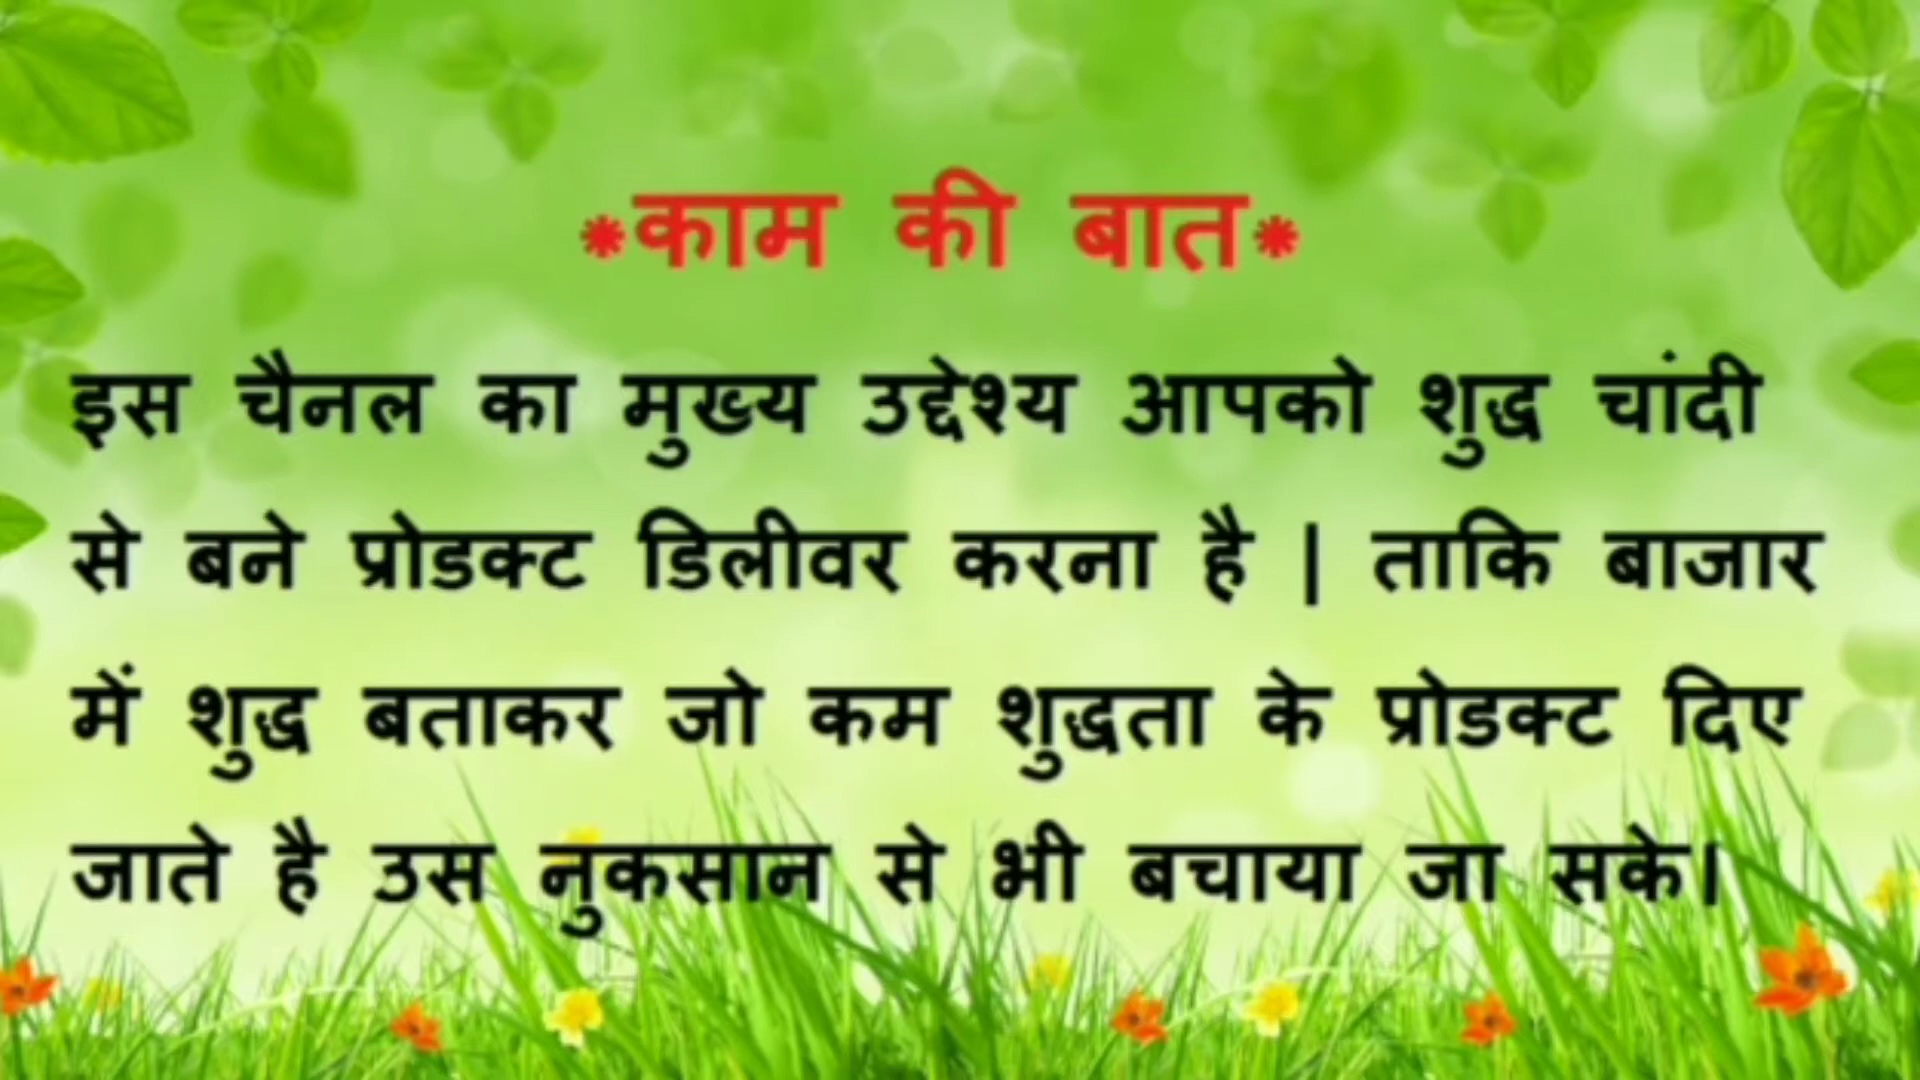 *काम की बात*
इस चैनल का मुख्य उद्देश्य आपको शुद्ध चांदी
से बने प्रोडक्ट डिलीवर करना है | ताकि बाजार
में शुद्ध बताकर जो कम शुद्धता के प्रोडक्ट दिए
जाते है उस नुकसान से भी बचाया जा सके।